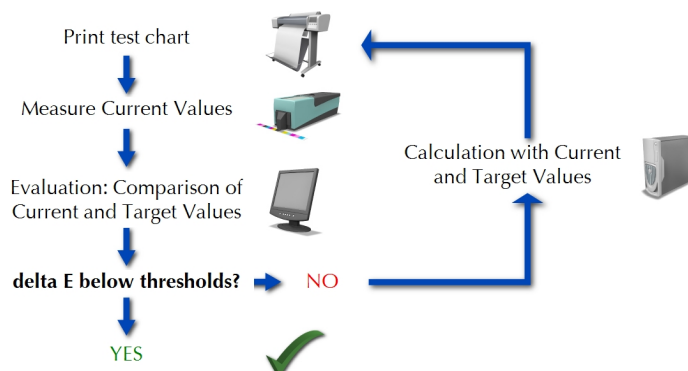 Print test chart
Measure Current Values
Evaluation: Comparison of
Current and Target Values
delta E below thresholds?
NO
YES
Calculation with Current
and Target Values